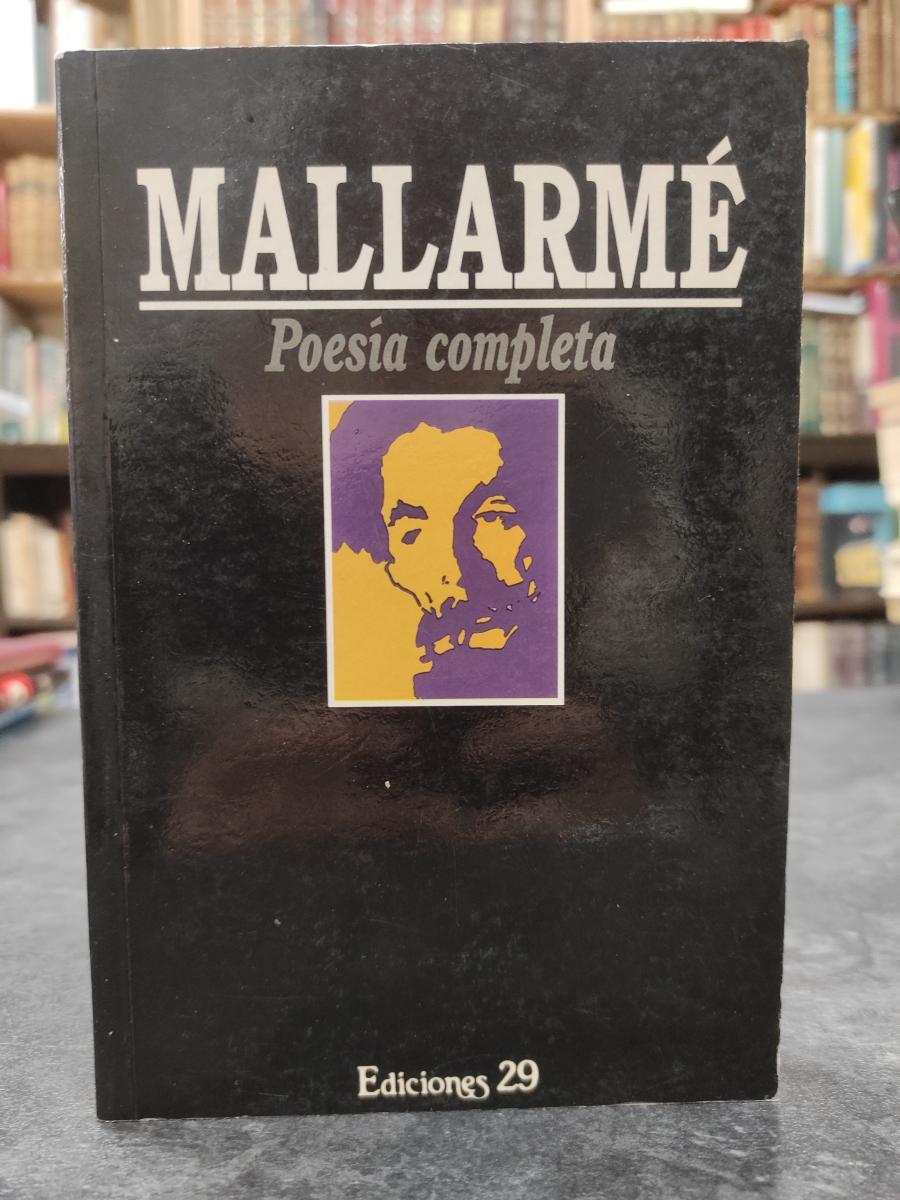 MALLARMÉ
Poesía completa
Ediciones 29